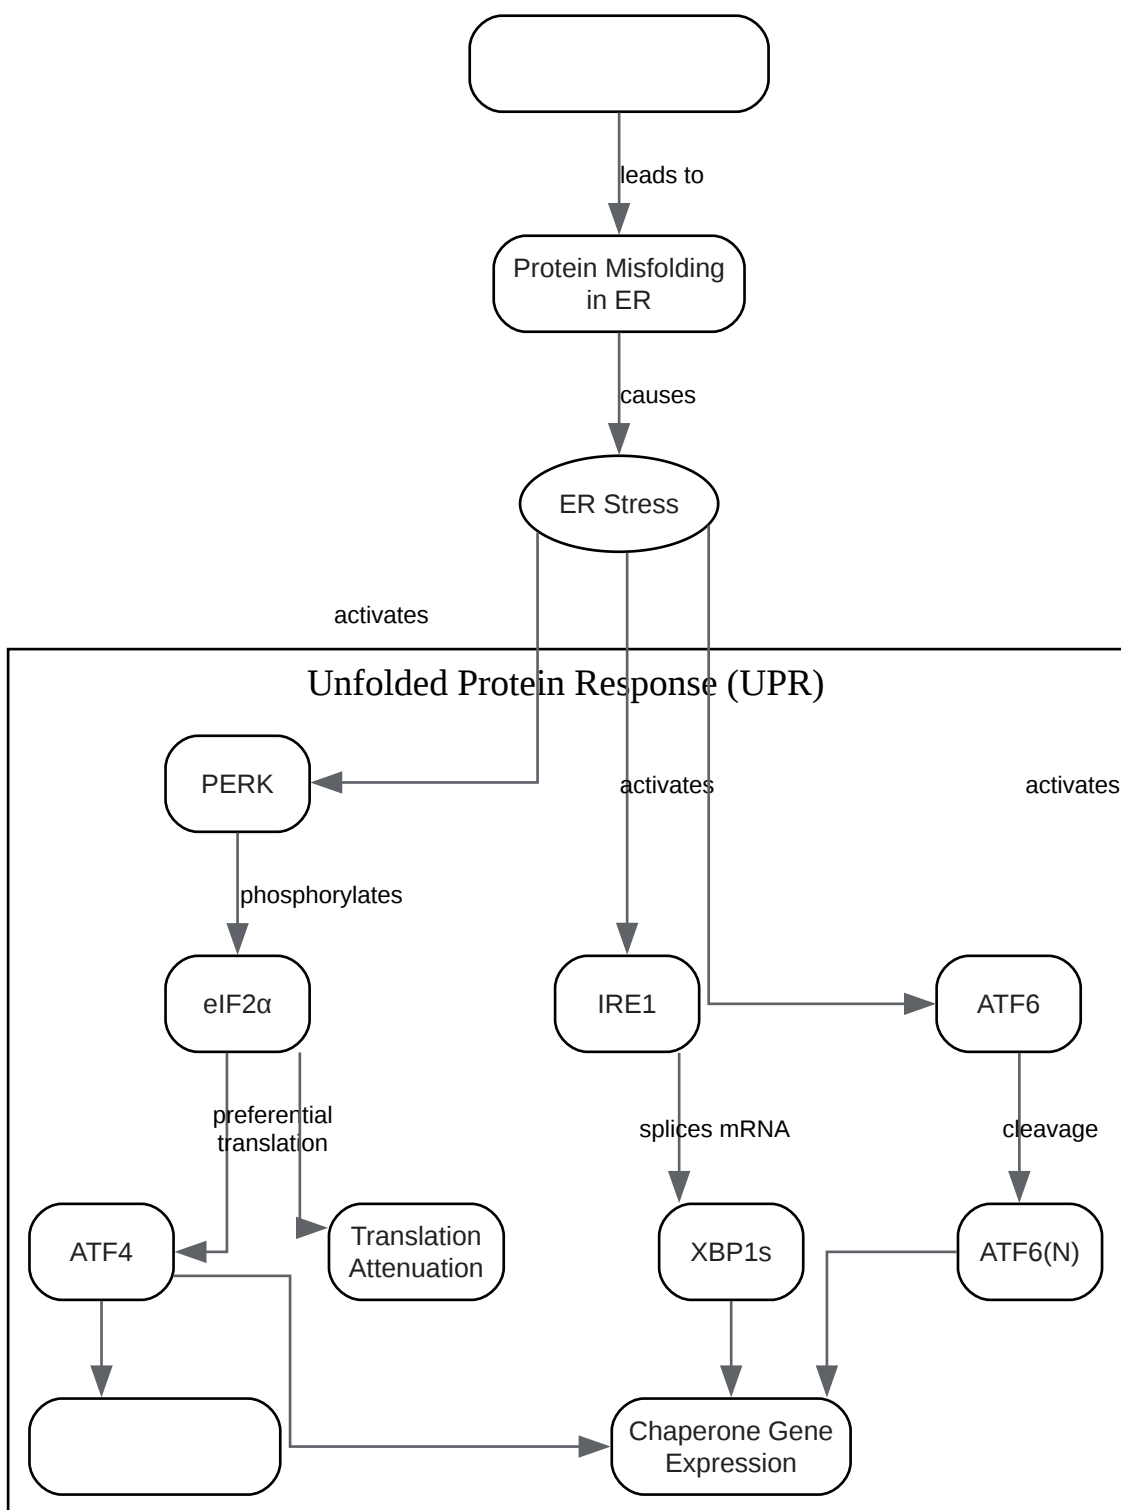 leads to
Protein Misfolding
in ER
causes
ER Stress
activates
Unfolded Protein Response (UPR)
PERK
activates
activates
phosphorylates
eIF2α
IRE1
ATF6
preferential
translation
splices mRNA
cleavage
ATF4
Translation
Attenuation
XBP1s
ATF6(N)
Chaperone Gene
Expression